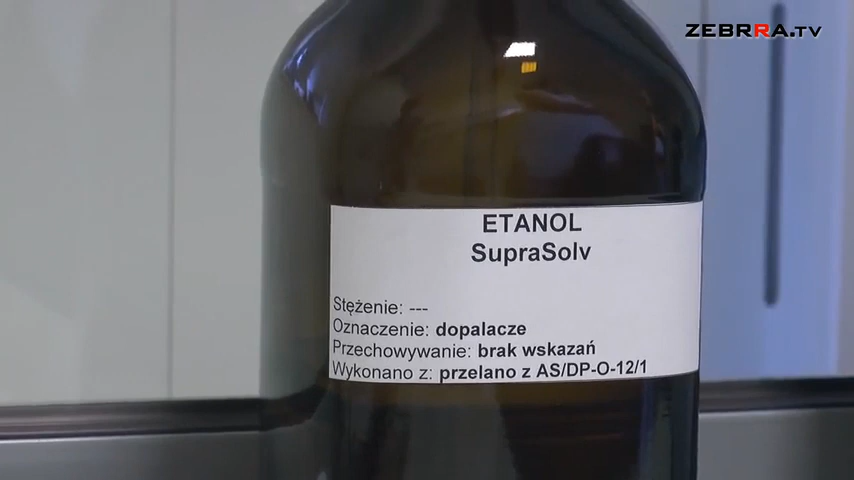 ZEBRRA.TV
ETANOL
SupraSolv
Stężenie: ---
Oznaczenie: dopalacze
Przechowywanie: brak wskazań
Wykonano z: przelano z AS/DP-O-12/1